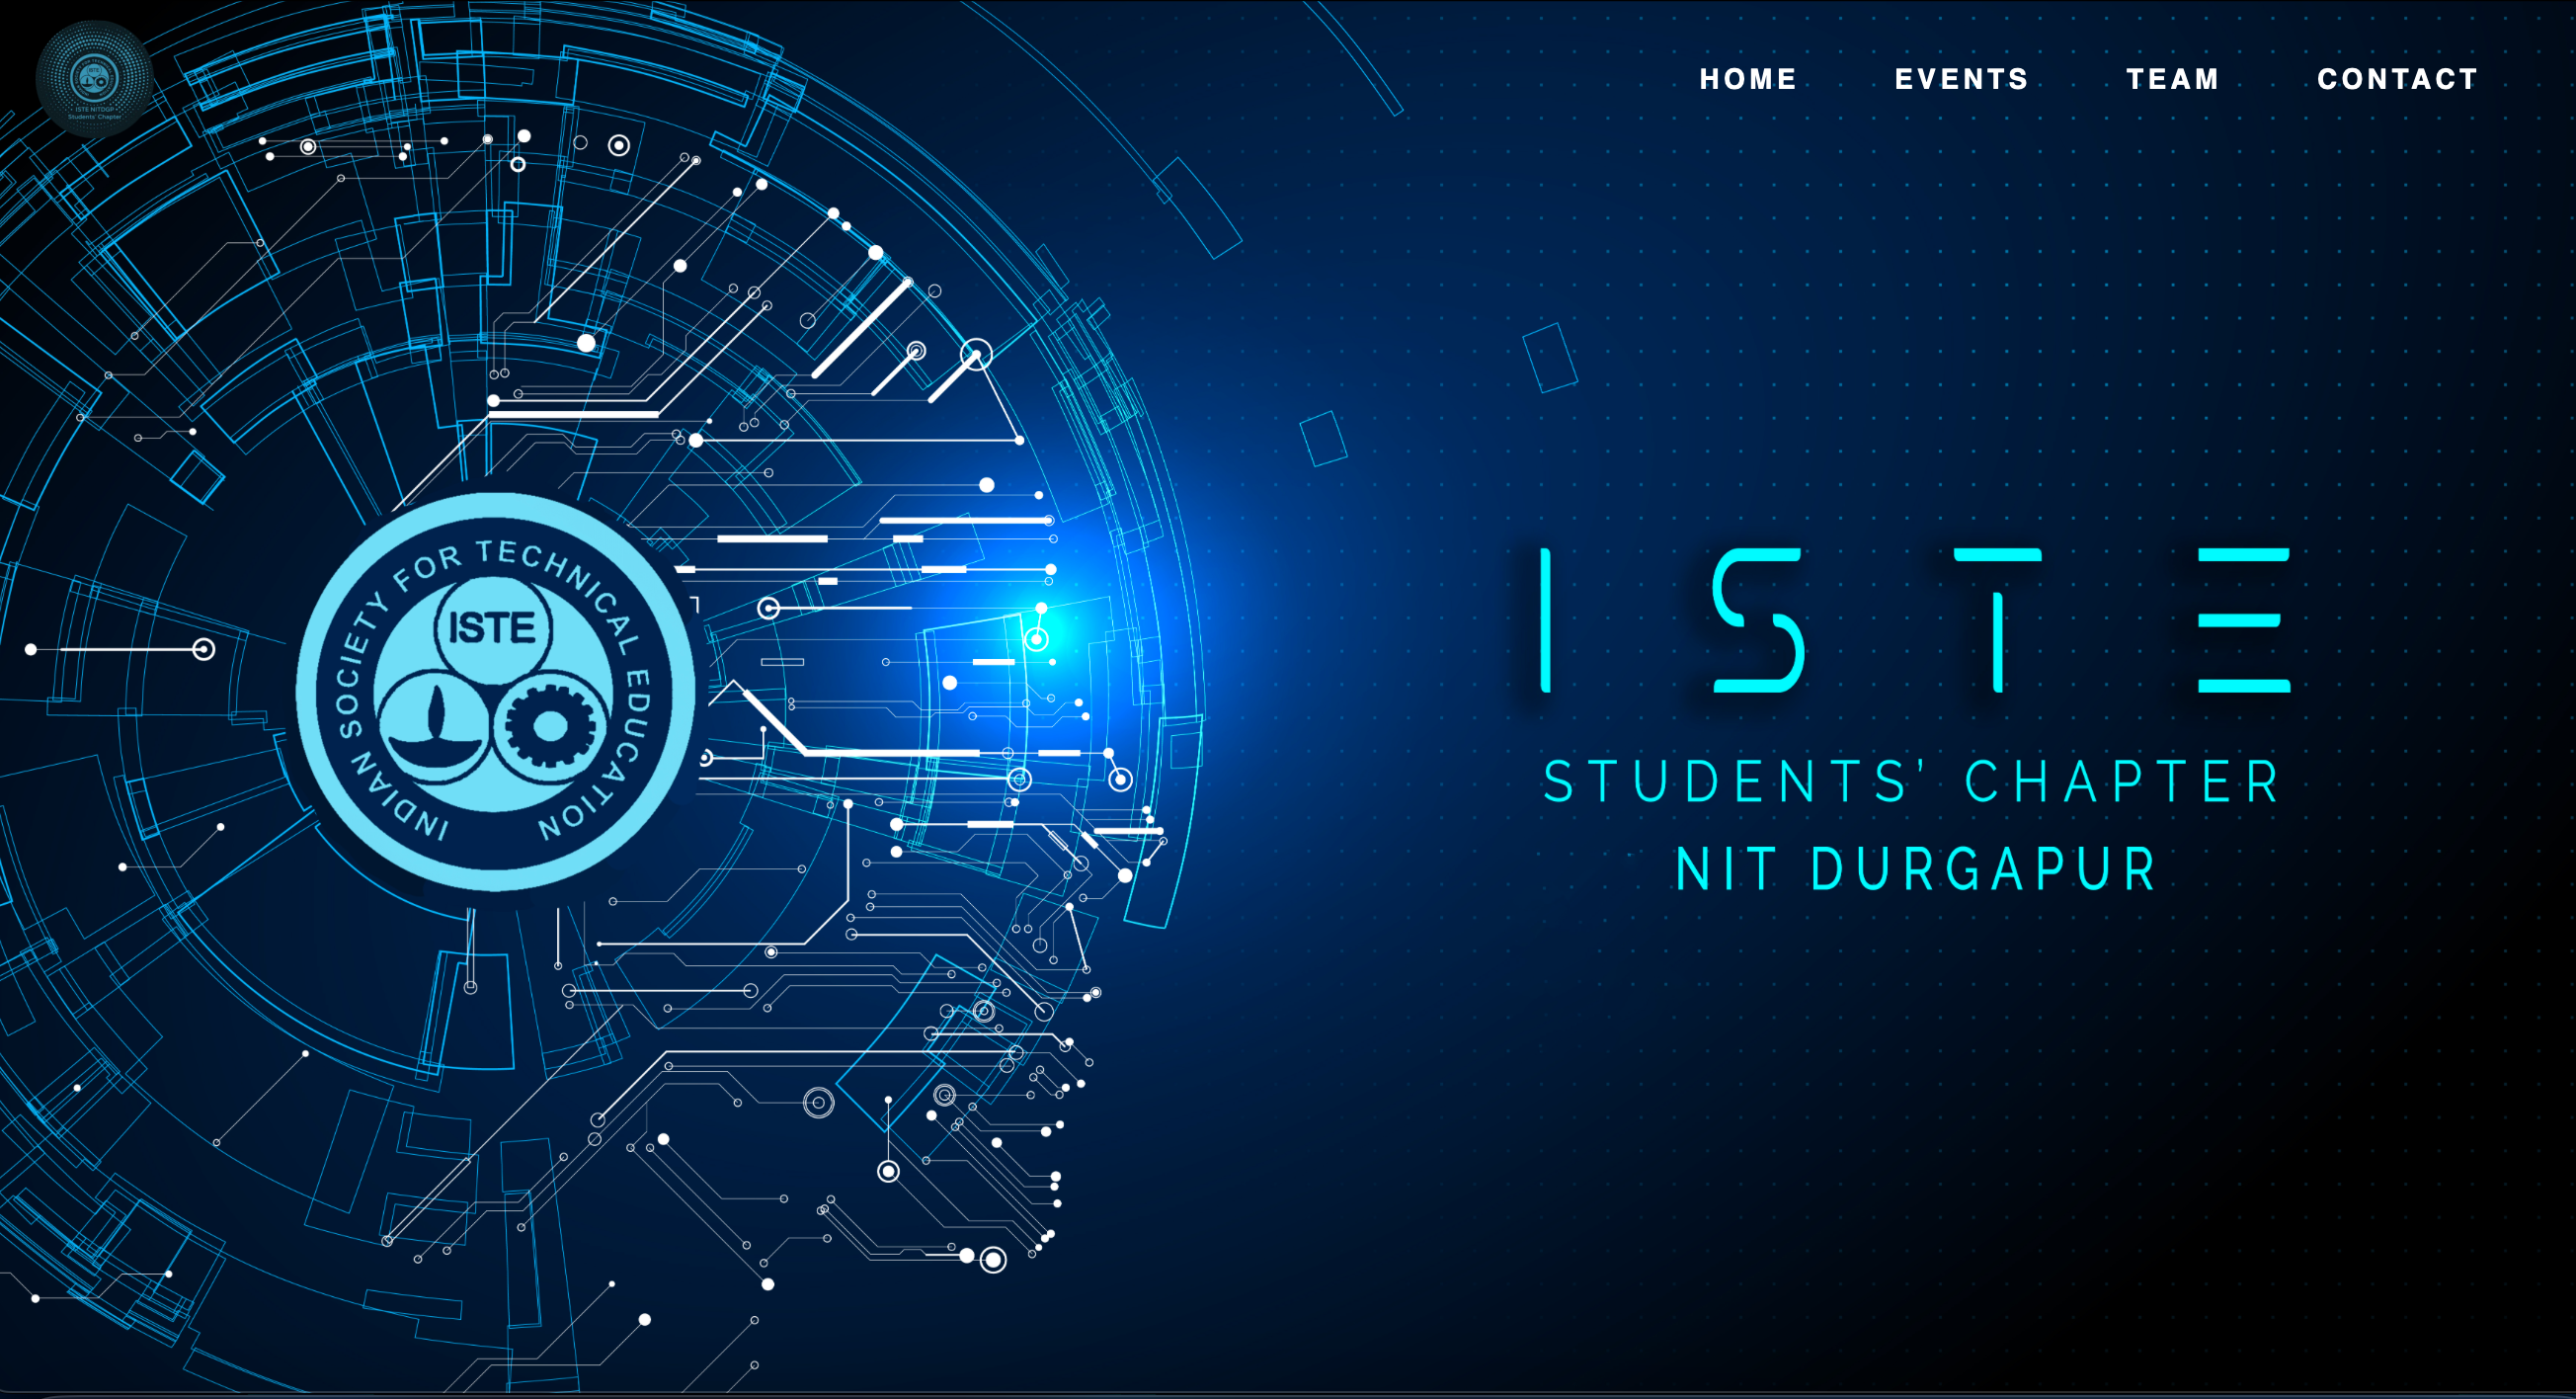 ISTE NITDGP
Students' Chapter
HOME EVENTS TEAM CONTACT
INDIAN SOCIETY FOR TECHNICAL EDUCATION
ISTE
ISTE
STUDENTS' CHAPTER
NIT DURGAPUR